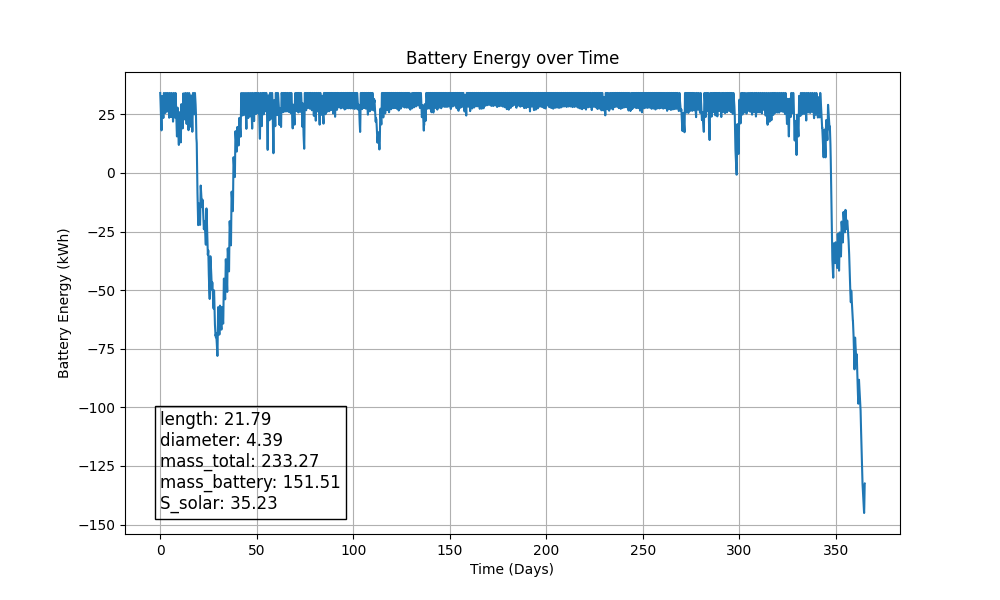 Battery Energy over Time
Battery Energy (kWh)
25
0
−25
−50
−75
−100
−125
−150
length: 21.79
diameter: 4.39
mass_total: 233.27
mass_battery: 151.51
S_solar: 35.23
0 50 100 150 200 250 300 350
Time (Days)